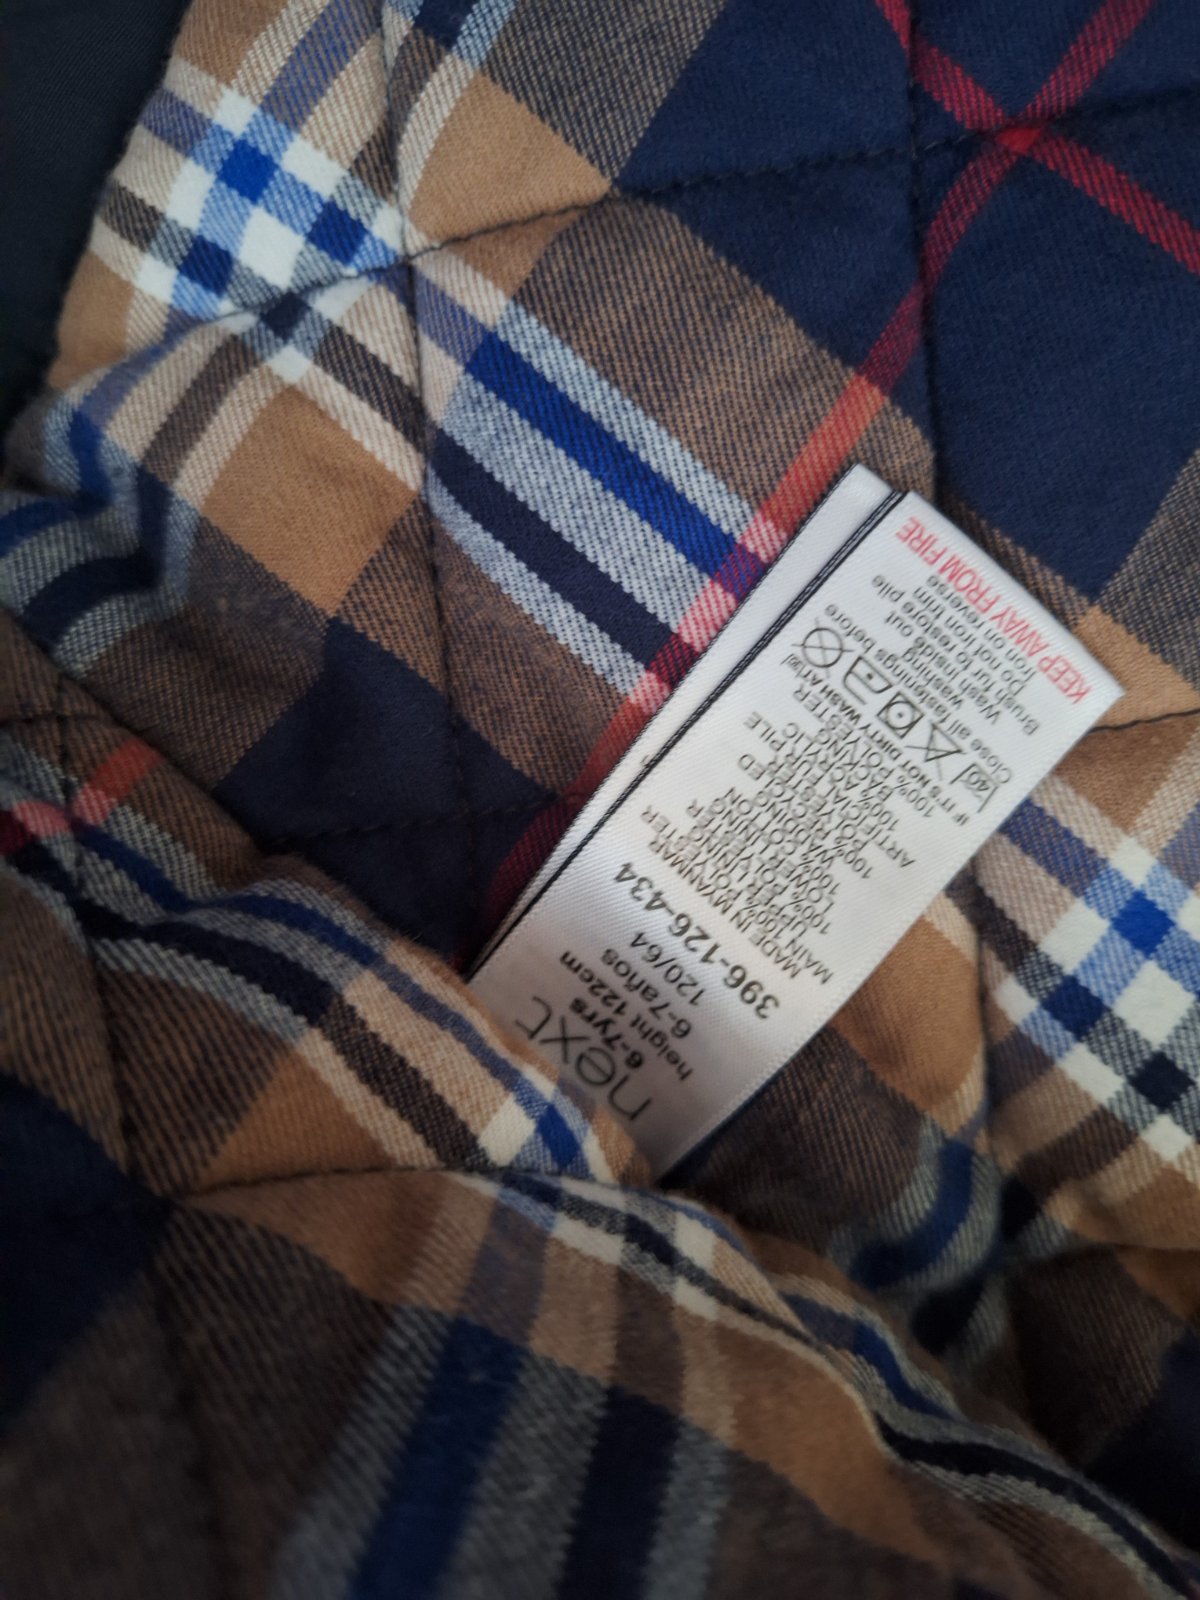 next
6-7yrs
height 122cm
6-7años
120/64
396-126-434
MADE IN MYANMAR
MAIN 100% POLYESTER
UPPER LINING
100% COTTON
LOWER LINING
100% RECYCLED
POLYESTER
ARTIFICIAL FUR PILE
100% ACRYLIC
BACKING
100% POLYESTER
IF IT'S NOT DIRTY WASH AT 30
40
Close all fastenings before
washing
Wash inside out
Brush fur to restore pile
Do not iron trim
Iron on reverse
KEEP AWAY FROM FIRE